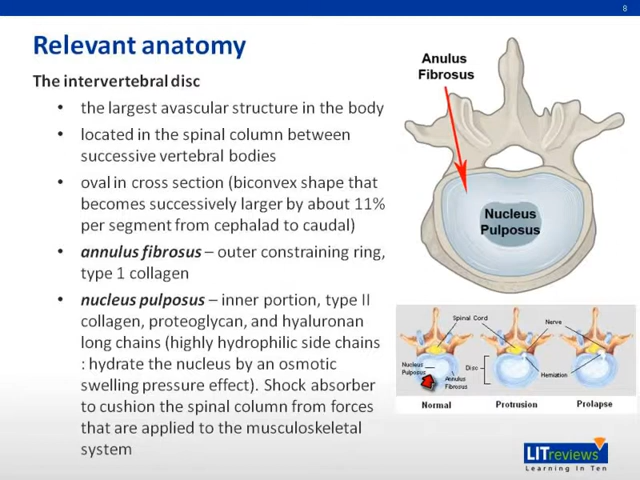 8
Relevant anatomy
The intervertebral disc
• the largest avascular structure in the body
• located in the spinal column between
successive vertebral bodies
• oval in cross section (biconvex shape that
becomes successively larger by about 11%
per segment from cephalad to caudal)
• annulus fibrosus – outer constraining ring,
type 1 collagen
• nucleus pulposus – inner portion, type II
collagen, proteoglycan, and hyaluronan
long chains (highly hydrophilic side chains
: hydrate the nucleus by an osmotic
swelling pressure effect). Shock absorber
to cushion the spinal column from forces
that are applied to the musculoskeletal
system
Anulus
Fibrosus
Nucleus
Pulposus
Spinal Cord
Nerve
Nucleus
Pulposus
Disc
Annulus
Fibrosus
Herniation
Normal
Protrusion
Prolapse
LITreviews
Learning In Ten